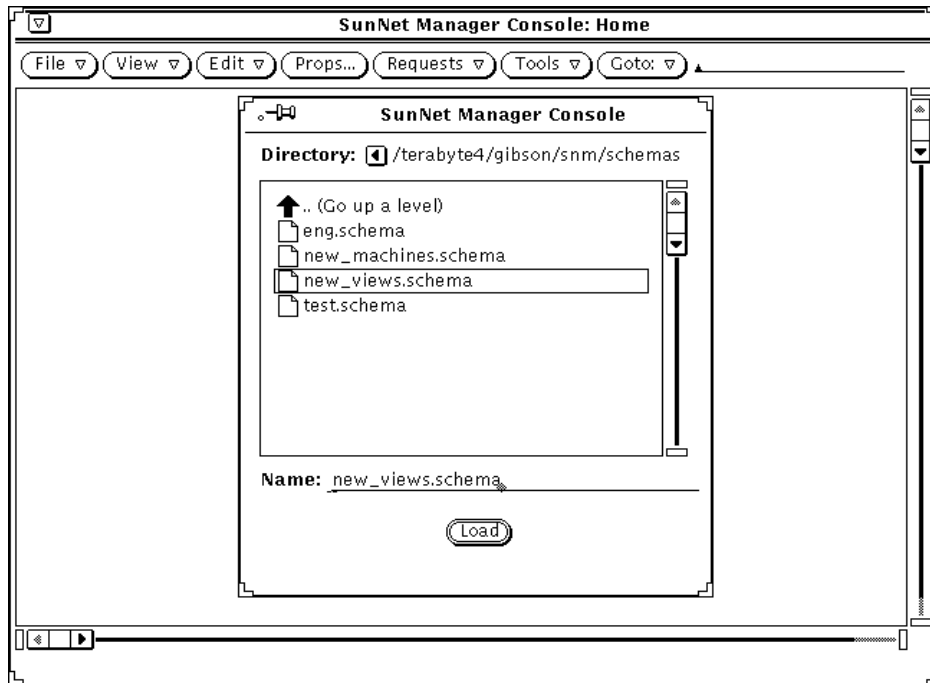 SunNet Manager Console: Home
File View Edit Props... Requests Tools Goto:
SunNet Manager Console
Directory: /terabyte4/gibson/snm/schemas
.. (Go up a level)
eng.schema
new_machines.schema
new_views.schema
test.schema
Name: new_views.schema
Load